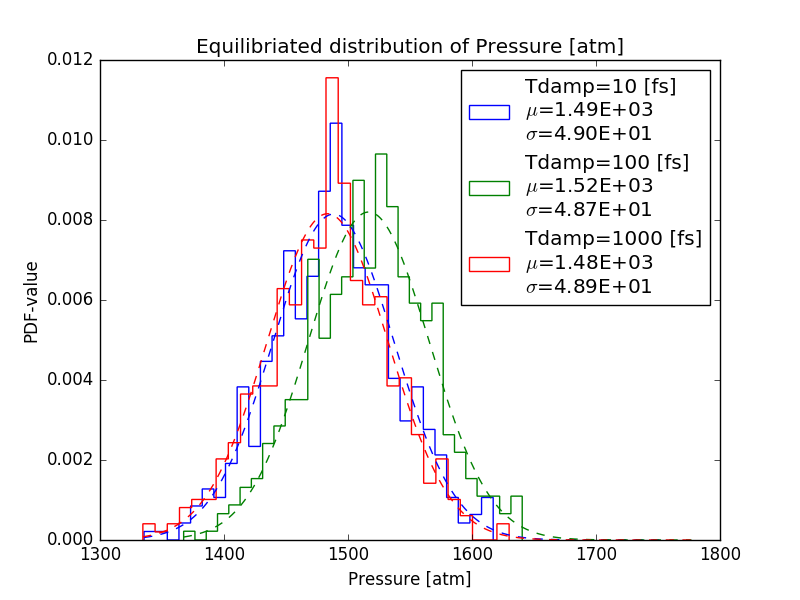 Equilibriated distribution of Pressure [atm]
0.012
0.010
0.008
0.006
0.004
0.002
0.000
PDF-value
Tdamp=10 [fs]
μ=1.49E+03
σ=4.90E+01
Tdamp=100 [fs]
μ=1.52E+03
σ=4.87E+01
Tdamp=1000 [fs]
μ=1.48E+03
σ=4.89E+01
1300 1400 1500 1600 1700 1800
Pressure [atm]